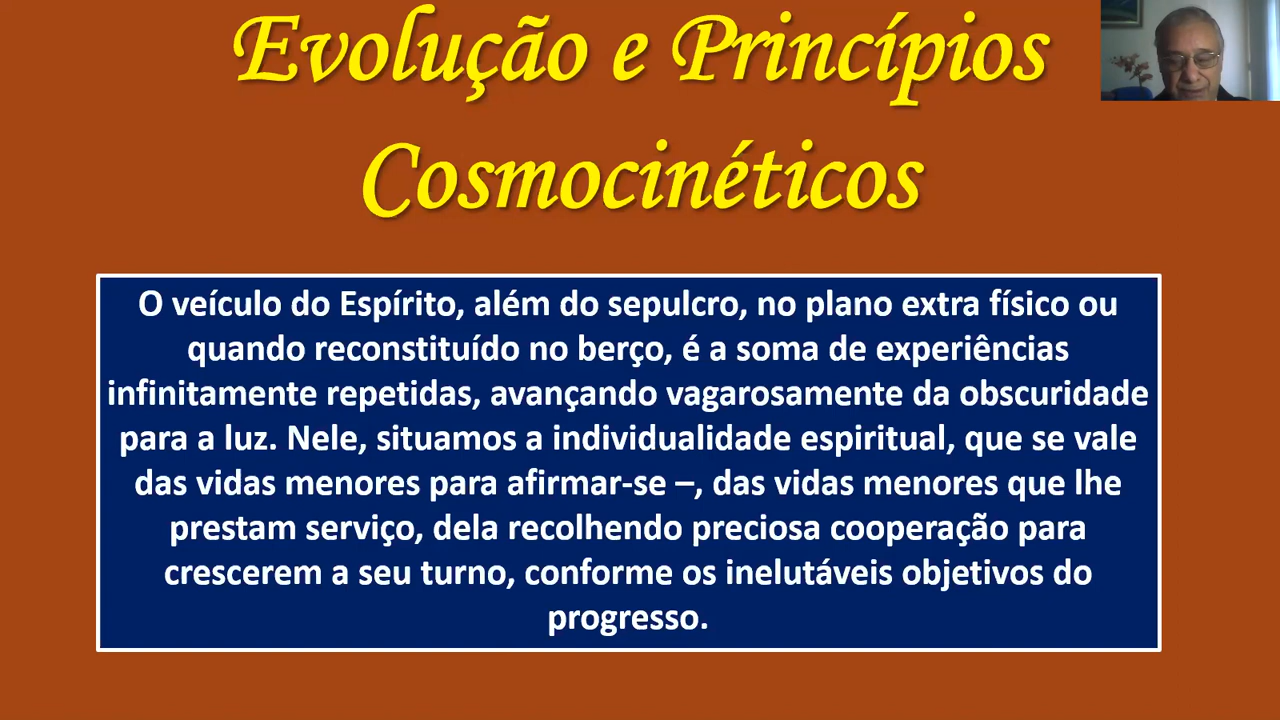 Evolução e Princípios
Cosmocinéticos
O veículo do Espírito, além do sepulcro, no plano extra físico ou
quando reconstituído no berço, é a soma de experiências
infinitamente repetidas, avançando vagarosamente da obscuridade
para a luz. Nele, situamos a individualidade espiritual, que se vale
das vidas menores para afirmar-se –, das vidas menores que lhe
prestam serviço, dela recolhendo preciosa cooperação para
crescerem a seu turno, conforme os inelutáveis objetivos do
progresso.